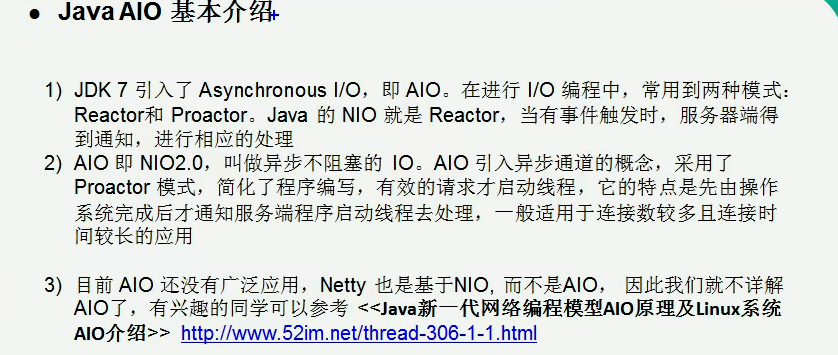 ● Java AIO 基本介绍
1) JDK 7 引入了 Asynchronous I/O，即 AIO。在进行 I/O 编程中，常用到两种模式：
Reactor和 Proactor。Java 的 NIO 就是 Reactor，当有事件触发时，服务器端得
到通知，进行相应的处理
2) AIO 即 NIO2.0，叫做异步不阻塞的 IO。AIO 引入异步通道的概念，采用了
Proactor 模式，简化了程序编写，有效的请求才启动线程，它的特点是先由操作
系统完成后才通知服务端程序启动线程去处理，一般适用于连接数较多且连接时
间较长的应用
3) 目前 AIO 还没有广泛应用，Netty 也是基于NIO, 而不是AIO， 因此我们就不详解
AIO了，有兴趣的同学可以参考 <<Java新一代网络编程模型AIO原理及Linux系统
AIO介绍>> http://www.52im.net/thread-306-1-1.html